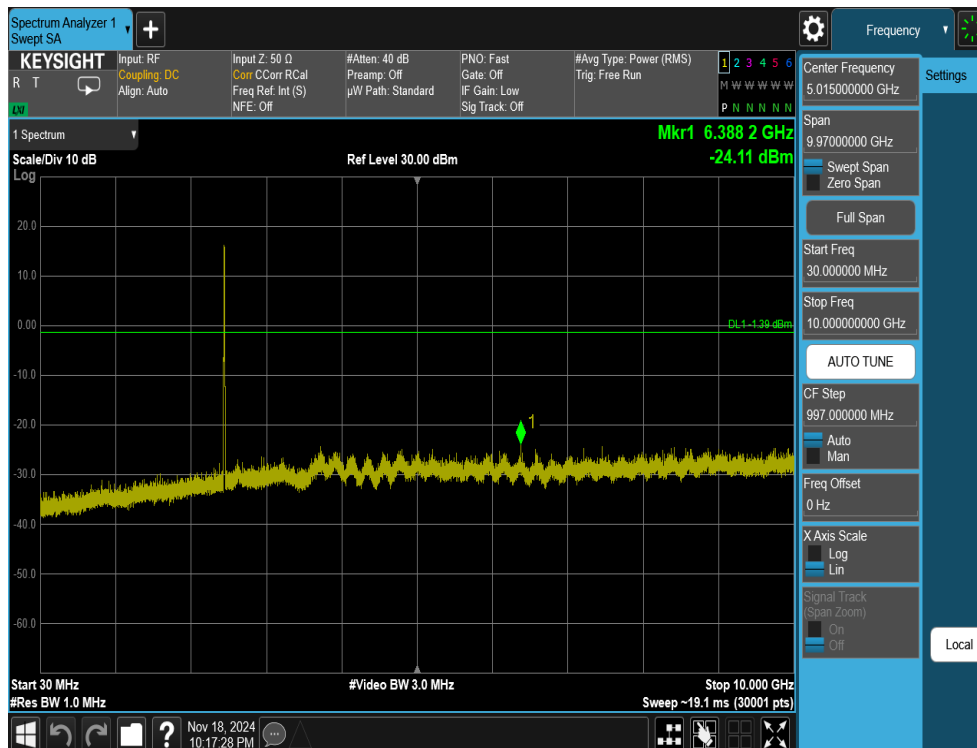 Spectrum Analyzer 1
Swept SA
+
Frequency
KEYSIGHT
R T
LXI
Input: RF
Coupling: DC
Align: Auto
Input Z: 50 Ω
Corr CCorr RCal
Freq Ref: Int (S)
NFE: Off
#Atten: 40 dB
Preamp: Off
µW Path: Standard
PNO: Fast
Gate: Off
IF Gain: Low
Sig Track: Off
#Avg Type: Power (RMS)
Trig: Free Run
1 2 3 4 5 6
M W W W W W
P N N N N N
1 Spectrum
Scale/Div 10 dB
Log
Ref Level 30.00 dBm
Mkr1 6.388 2 GHz
-24.11 dBm
20.0
10.0
0.00
-10.0
-20.0
-30.0
-40.0
-50.0
-60.0
DL1 -1.39 dBm
1
Start 30 MHz
#Res BW 1.0 MHz
#Video BW 3.0 MHz
Stop 10.000 GHz
Sweep ~19.1 ms (30001 pts)
Center Frequency
5.015000000 GHz
Span
9.97000000 GHz
Swept Span
Zero Span
Full Span
Start Freq
30.000000 MHz
Stop Freq
10.000000000 GHz
AUTO TUNE
CF Step
997.000000 MHz
Auto
Man
Freq Offset
0 Hz
X Axis Scale
Log
Lin
Signal Track
(Span Zoom)
On
Off
Settings
Local
?
Nov 18, 2024
10:17:28 PM